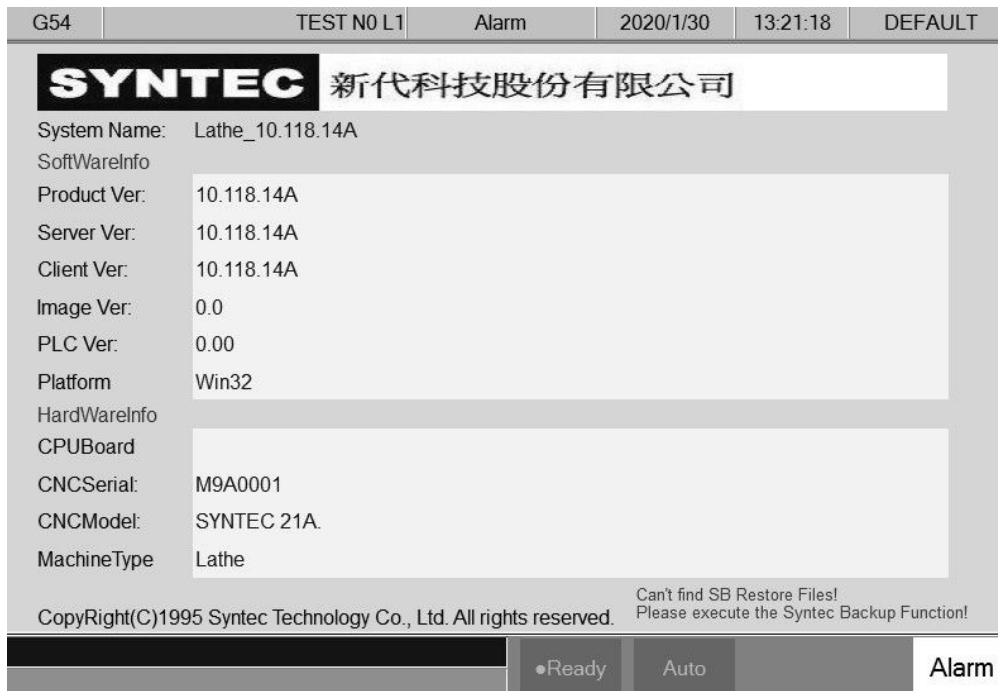 G54 TEST N0 L1 Alarm 2020/1/30 13:21:18 DEFAULT
SYNTEC 新代科技股份有限公司
System Name: Lathe_10.118.14A
SoftWareInfo
Product Ver: 10.118.14A
Server Ver: 10.118.14A
Client Ver: 10.118.14A
Image Ver: 0.0
PLC Ver: 0.00
Platform Win32
HardWareInfo
CPUBoard
CNCSerial: M9A0001
CNCModel: SYNTEC 21A.
MachineType Lathe
Can't find SB Restore Files!
CopyRight(C)1995 Syntec Technology Co., Ltd. All rights reserved. Please execute the Syntec Backup Function!
●Ready Auto Alarm